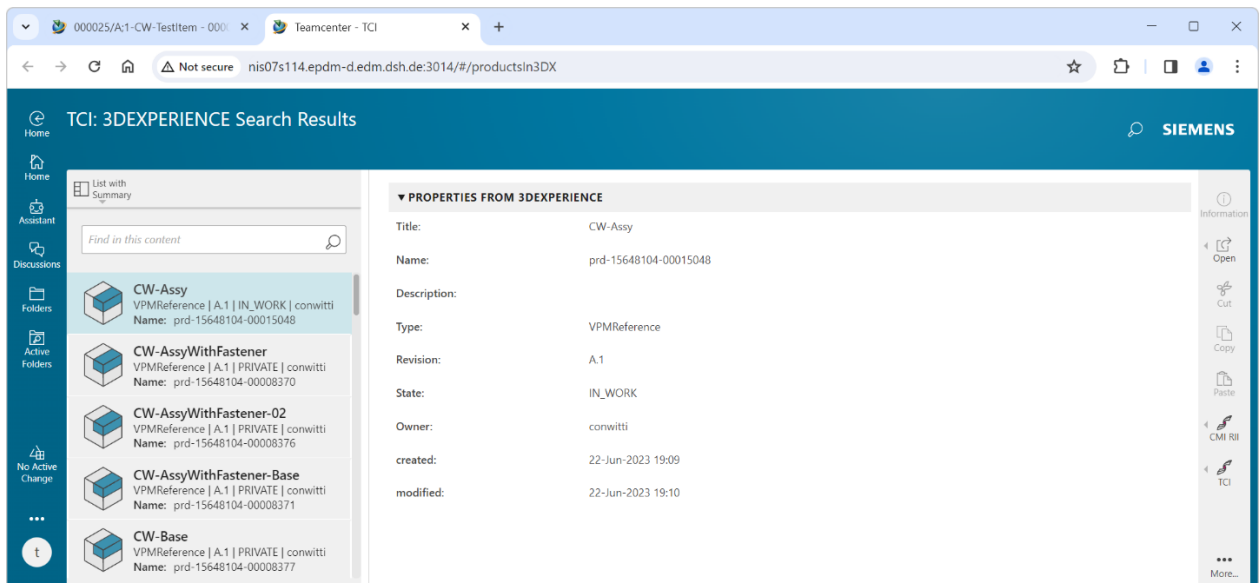 000025/A;1-CW-TestItem - 000
Teamcenter - TCI
Not secure nis07s114.epdm-d.edm.dsh.de:3014/#/productsIn3DX
Home
TCI: 3DEXPERIENCE Search Results
SIEMENS
Home
Assistant
Discussions
Folders
Active
Folders
No Active
Change
t
List with
Summary
Find in this content
CW-Assy
VPMReference | A.1 | IN_WORK | conwitti
Name: prd-15648104-00015048
CW-AssyWithFastener
VPMReference | A.1 | PRIVATE | conwitti
Name: prd-15648104-00008370
CW-AssyWithFastener-02
VPMReference | A.1 | PRIVATE | conwitti
Name: prd-15648104-00008376
CW-AssyWithFastener-Base
VPMReference | A.1 | PRIVATE | conwitti
Name: prd-15648104-00008371
CW-Base
VPMReference | A.1 | PRIVATE | conwitti
Name: prd-15648104-00008377
PROPERTIES FROM 3DEXPERIENCE
Title: CW-Assy
Name: prd-15648104-00015048
Description:
Type: VPMReference
Revision: A.1
State: IN_WORK
Owner: conwitti
created: 22-Jun-2023 19:09
modified: 22-Jun-2023 19:10
Information
Open
Cut
Copy
Paste
CMI RII
TCI
More...